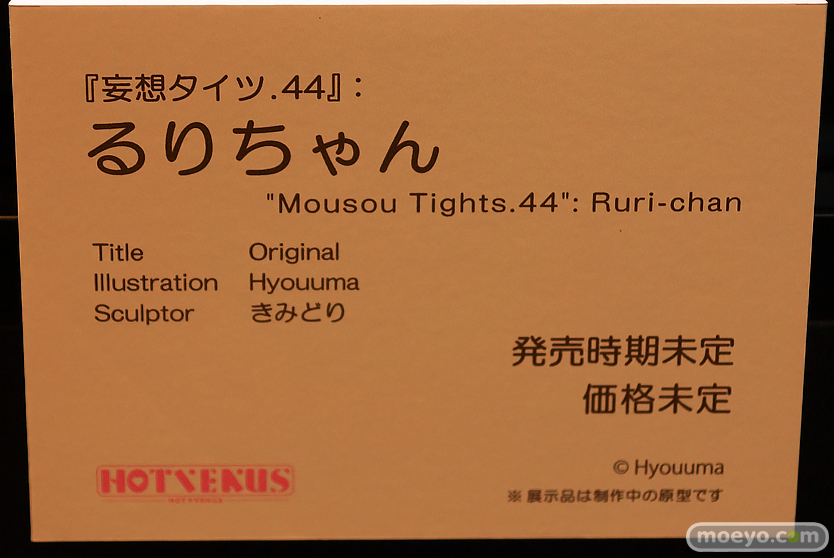 『妄想タイツ.44』:
るりちゃん
"Mousou Tights.44": Ruri-chan
Title Original
Illustration Hyouuma
Sculptor きみどり
発売時期未定
価格未定
HOTVENUS
HOT VENUS
© Hyouuma
※ 展示品は制作中の原型です
moeyo.com